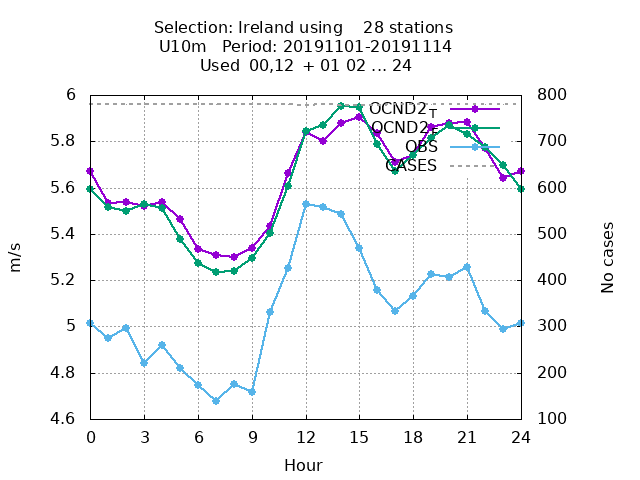 Selection: Ireland using 28 stations
U10m Period: 20191101-20191114
Used 00,12 + 01 02 ... 24
6
5.8
5.6
5.4
5.2
5
4.8
4.6
800
700
600
500
400
300
200
100
m/s
No cases
OCND2T
OCND2
OBS
CASES
0 3 6 9 12 15 18 21 24
Hour